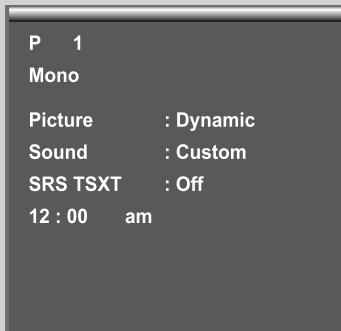 P 1
Mono
Picture : Dynamic
Sound : Custom
SRS TSXT : Off
12 : 00 am